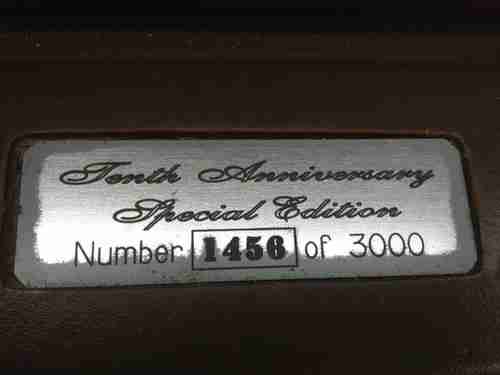 Tenth Anniversary
Special Edition
Number 1456 of 3000